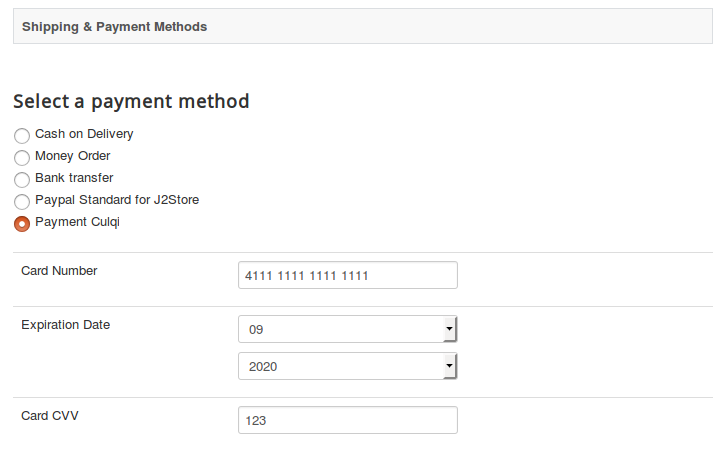 Shipping & Payment Methods
Select a payment method
Cash on Delivery
Money Order
Bank transfer
Paypal Standard for J2Store
Payment Culqi
Card Number
4111 1111 1111 1111
Expiration Date
09
2020
Card CVV
123